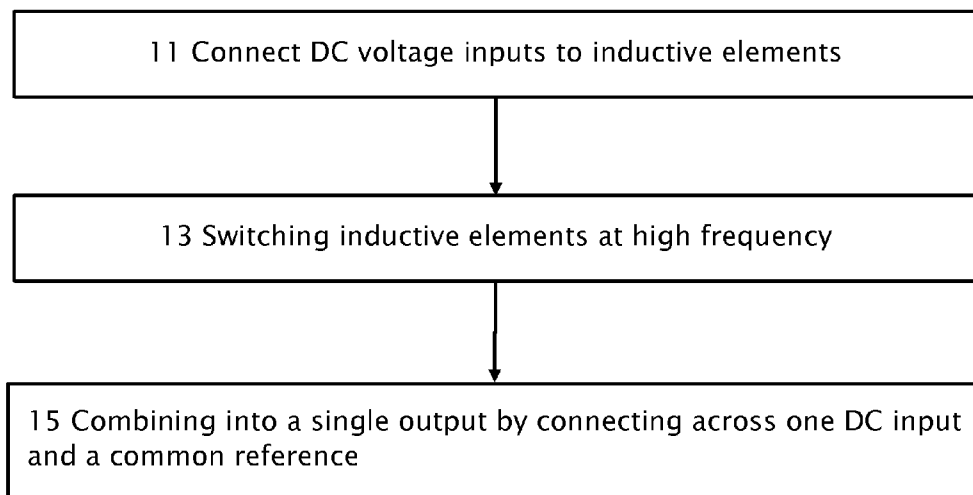 11 Connect DC voltage inputs to inductive elements
13 Switching inductive elements at high frequency
15 Combining into a single output by connecting across one DC input
and a common reference